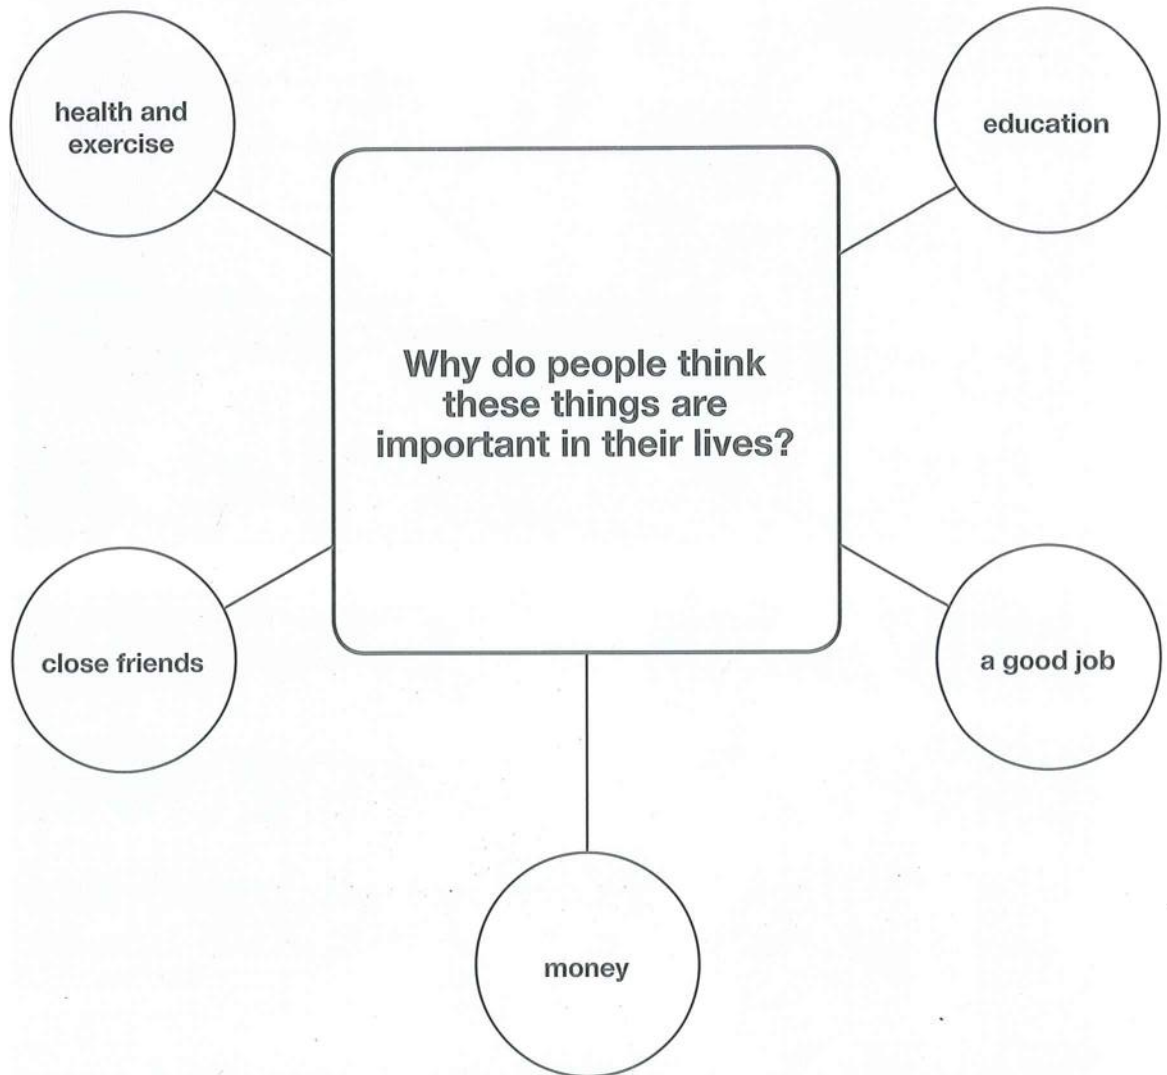 health and
exercise
education
Why do people think
these things are
important in their lives?
close friends
a good job
money